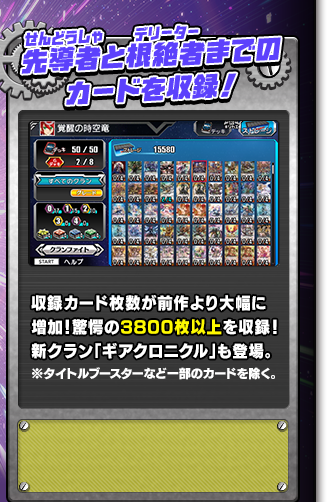 せんどうしゃ デリーター
先導者と根絶者までの
カードを収録!
覚醒の時空竜
デッキ
50 / 50
2 / 8
15580
すべてのクラン
クランファイト
START ヘルプ
収録カード枚数が前作より大幅に
増加!驚愕の3800枚以上を収録!
新クラン「ギアクロニクル」も登場。
※タイトルブースターなど一部のカードを除く。